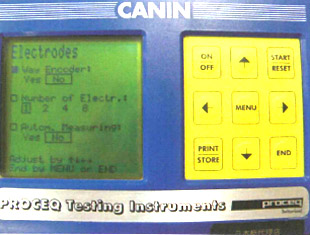 CANIN
Electrodes
Way Encoder:
Yes No
Number of Electr.:
1 2 4 8
Autom. Measuring:
Yes No
Adjust by
End by MENU or END
ON
OFF
START
RESET
MENU
PRINT
STORE
END
PROCEQ Testing Instruments
proceq